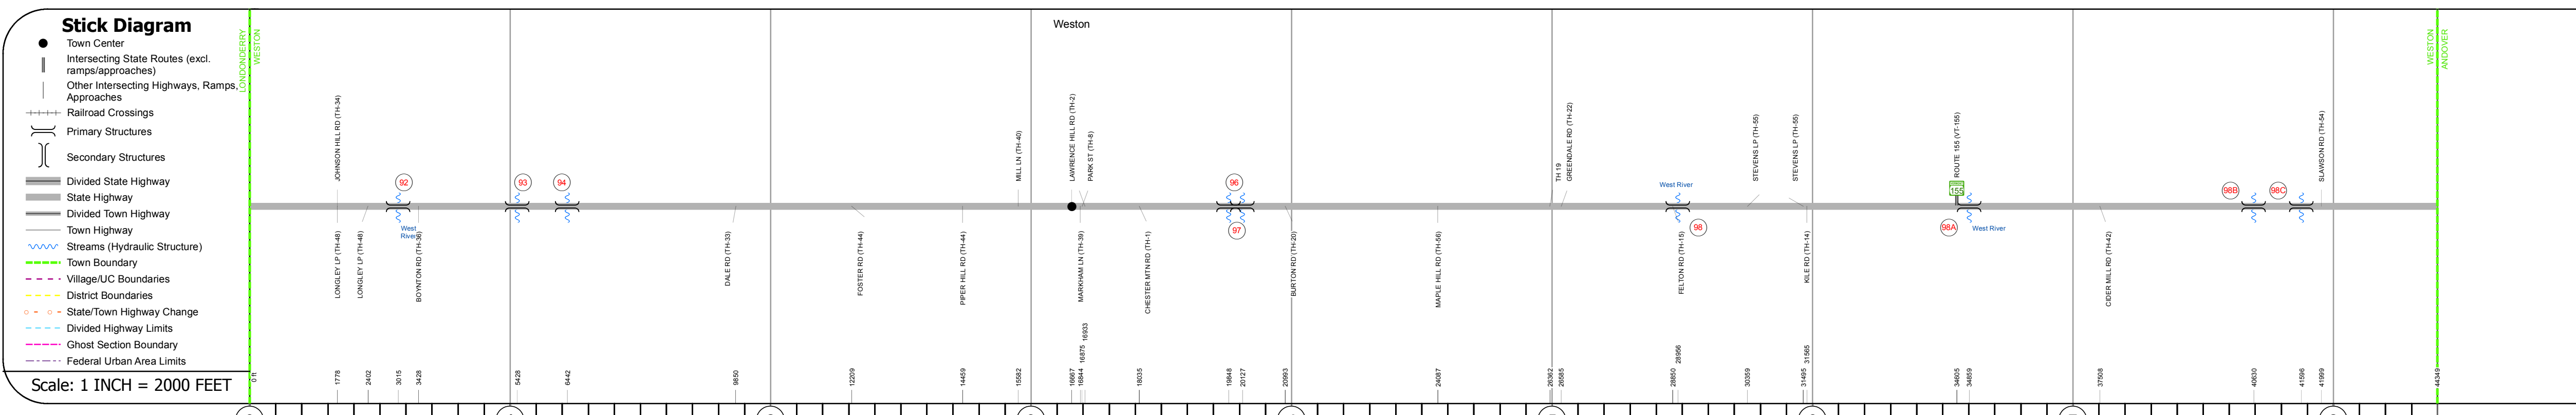 Stick Diagram
Town Center
Intersecting State Routes (excl.
ramps/approaches)
Other Intersecting Highways, Ramps,
Approaches
Railroad Crossings
Primary Structures
Secondary Structures
Divided State Highway
State Highway
Divided Town Highway
Town Highway
Streams (Hydraulic Structure)
Town Boundary
Village/UC Boundaries
District Boundaries
State/Town Highway Change
Divided Highway Limits
Ghost Section Boundary
Federal Urban Area Limits
Scale: 1 INCH = 2000 FEET
Weston
LONDONDERRY
WESTON
WESTON
ANDOVER
JOHNSON HILL RD (TH-34)
MILL LN (TH-40)
LAWRENCE HILL RD (TH-2)
PARK ST (TH-8)
TH 19
GREENDALE RD (TH-22)
STEVENS LP (TH-55)
STEVENS LP (TH-55)
ROUTE 155 (VT-155)
SLAWSON RD (TH-54)
92
93
94
96
West River
155
98B
98C
West
River
97
98
98A
West River
LONGLEY LP (TH-48)
LONGLEY LP (TH-48)
BOYNTON RD (TH-36)
DALE RD (TH-33)
FOSTER RD (TH-44)
PIPER HILL RD (TH-44)
MARKHAM LN (TH-39)
CHESTER MTN RD (TH-1)
BURTON RD (TH-20)
MAPLE HILL RD (TH-56)
FELTON RD (TH-15)
KILE RD (TH-14)
CIDER MILL RD (TH-42)
0 ft
1778
2402
3015
3428
5428
6442
9850
12209
14459
15582
16667
16844
16875
16933
18035
19848
20127
20993
24087
26362
26585
28850
28956
30359
31495
31565
34605
34859
37508
40630
41596
41999
44349